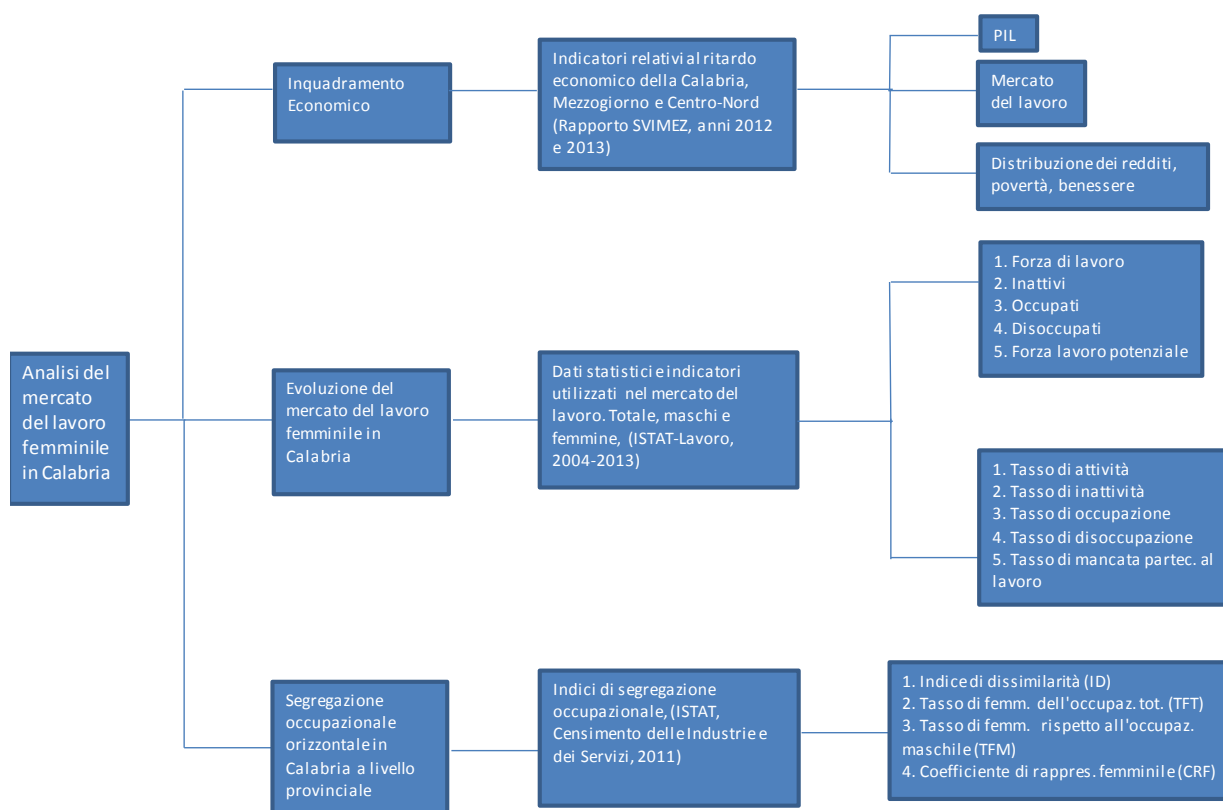 Analisi del
mercato
del lavoro
femminile
in Calabria
Inquadramento
Economico
Indicatori relativi al ritardo
economico della Calabria,
Mezzogiorno e Centro-Nord
(Rapporto SVIMEZ, anni 2012
e 2013)
PIL
Mercato
del lavoro
Distribuzione dei redditi,
povertà, benessere
Evoluzione del
mercato del lavoro
femminile in
Calabria
Dati statistici e indicatori
utilizzati nel mercato del
lavoro. Totale, maschi e
femmine, (ISTAT-Lavoro,
2004-2013)
1. Forza di lavoro
2. Inattivi
3. Occupati
4. Disoccupati
5. Forza lavoro potenziale
1. Tasso di attività
2. Tasso di inattività
3. Tasso di occupazione
4. Tasso di disoccupazione
5. Tasso di mancata partec. al
lavoro
Segregazione
occupazionale
orizzontale in
Calabria a livello
provinciale
Indici di segregazione
occupazionale, (ISTAT,
Censimento delle Industrie e
dei Servizi, 2011)
1. Indice di dissimilarità (ID)
2. Tasso di femm. dell'occupaz. tot. (TFT)
3. Tasso di femm. rispetto all'occupaz.
maschile (TFM)
4. Coefficiente di rappres. femminile (CRF)